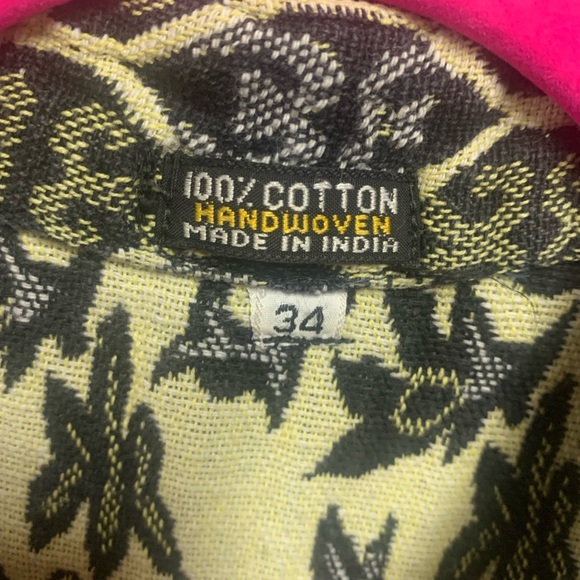 100% COTTON
HANDWOVEN
MADE IN INDIA
34